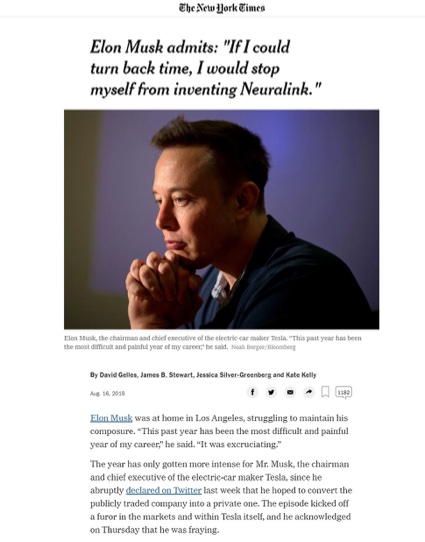 The New York Times
Elon Musk admits: "If I could
turn back time, I would stop
myself from inventing Neuralink."
Elon Musk, the chairman and chief executive of the electric-car maker Tesla. “This past year has been
the most difficult and painful year of my career,” he said. Noah Berger/Bloomberg
By David Gelles, James B. Stewart, Jessica Silver-Greenberg and Kate Kelly
Aug. 16, 2018
1182
Elon Musk was at home in Los Angeles, struggling to maintain his
composure. “This past year has been the most difficult and painful
year of my career,” he said. “It was excruciating.”
The year has only gotten more intense for Mr. Musk, the chairman
and chief executive of the electric-car maker Tesla, since he
abruptly declared on Twitter last week that he hoped to convert the
publicly traded company into a private one. The episode kicked off
a furor in the markets and within Tesla itself, and he acknowledged
on Thursday that he was fraying.